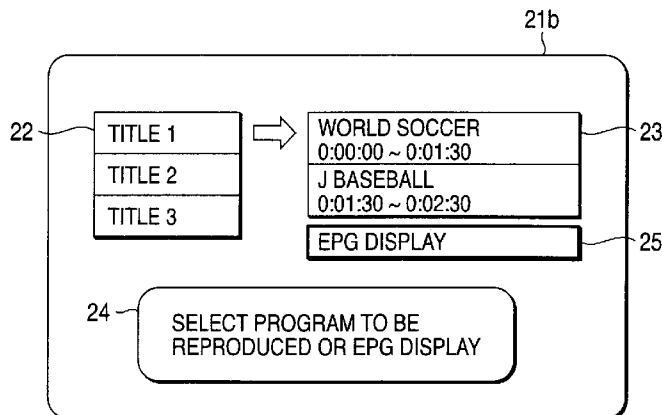 21b
22
TITLE 1
TITLE 2
TITLE 3
WORLD SOCCER
0:00:00 ~ 0:01:30
J BASEBALL
0:01:30 ~ 0:02:30
23
EPG DISPLAY
25
24
SELECT PROGRAM TO BE
REPRODUCED OR EPG DISPLAY